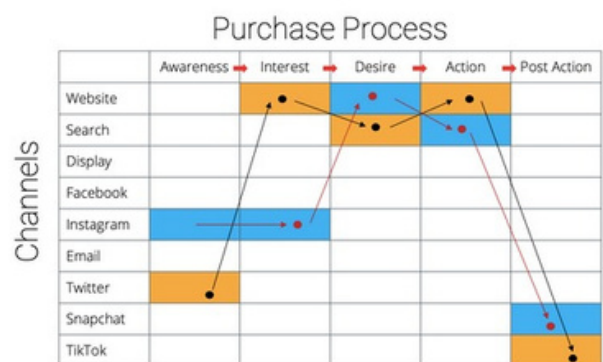 Purchase Process
Awareness Interest Desire Action Post Action
Channels
Website
Search
Display
Facebook
Instagram
Email
Twitter
Snapchat
TikTok